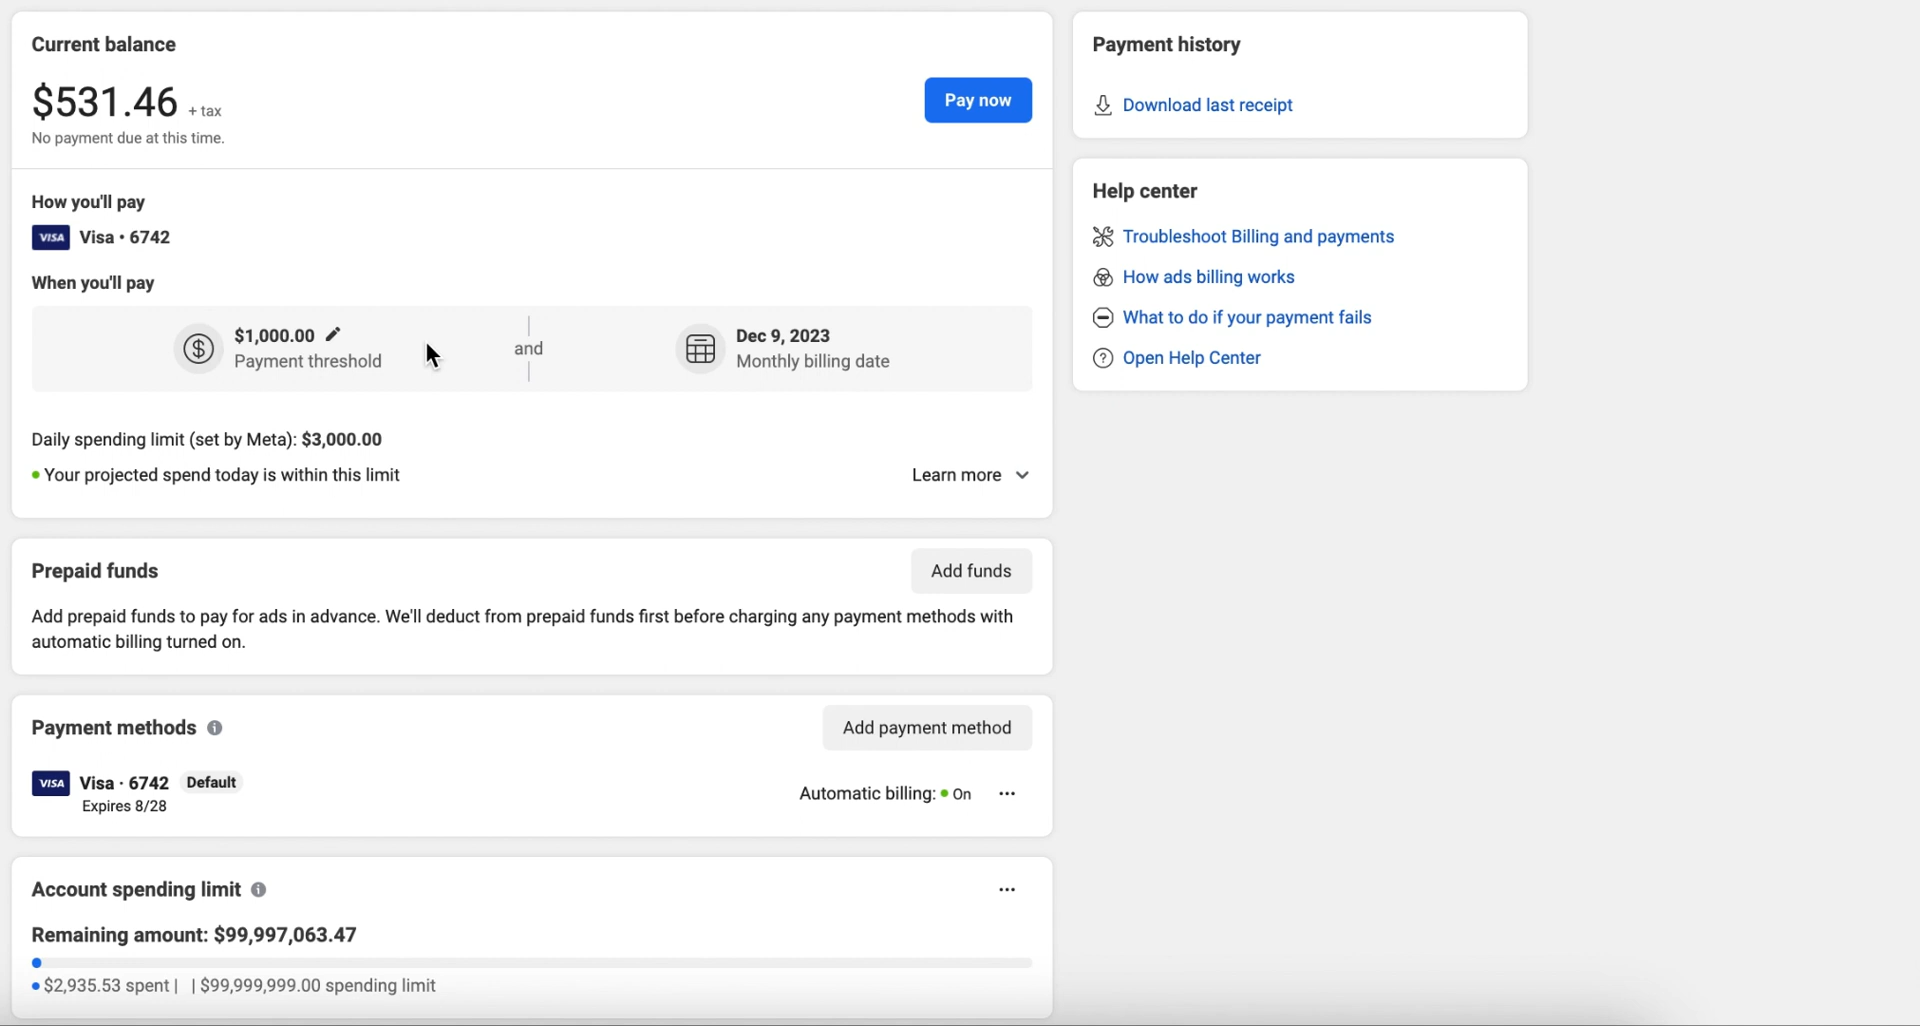 Current balance
$531.46 + tax
Pay now
No payment due at this time.
How you'll pay
VISA Visa • 6742
When you'll pay
$1,000.00
Payment threshold
and
Dec 9, 2023
Monthly billing date
Daily spending limit (set by Meta): $3,000.00
Your projected spend today is within this limit
Learn more
Prepaid funds
Add funds
Add prepaid funds to pay for ads in advance. We'll deduct from prepaid funds first before charging any payment methods with
automatic billing turned on.
Payment methods
Add payment method
VISA Visa · 6742 Default
Expires 8/28
Automatic billing: On
Account spending limit
Remaining amount: $99,997,063.47
$2,935.53 spent | | $99,999,999.00 spending limit
Payment history
Download last receipt
Help center
Troubleshoot Billing and payments
How ads billing works
What to do if your payment fails
Open Help Center